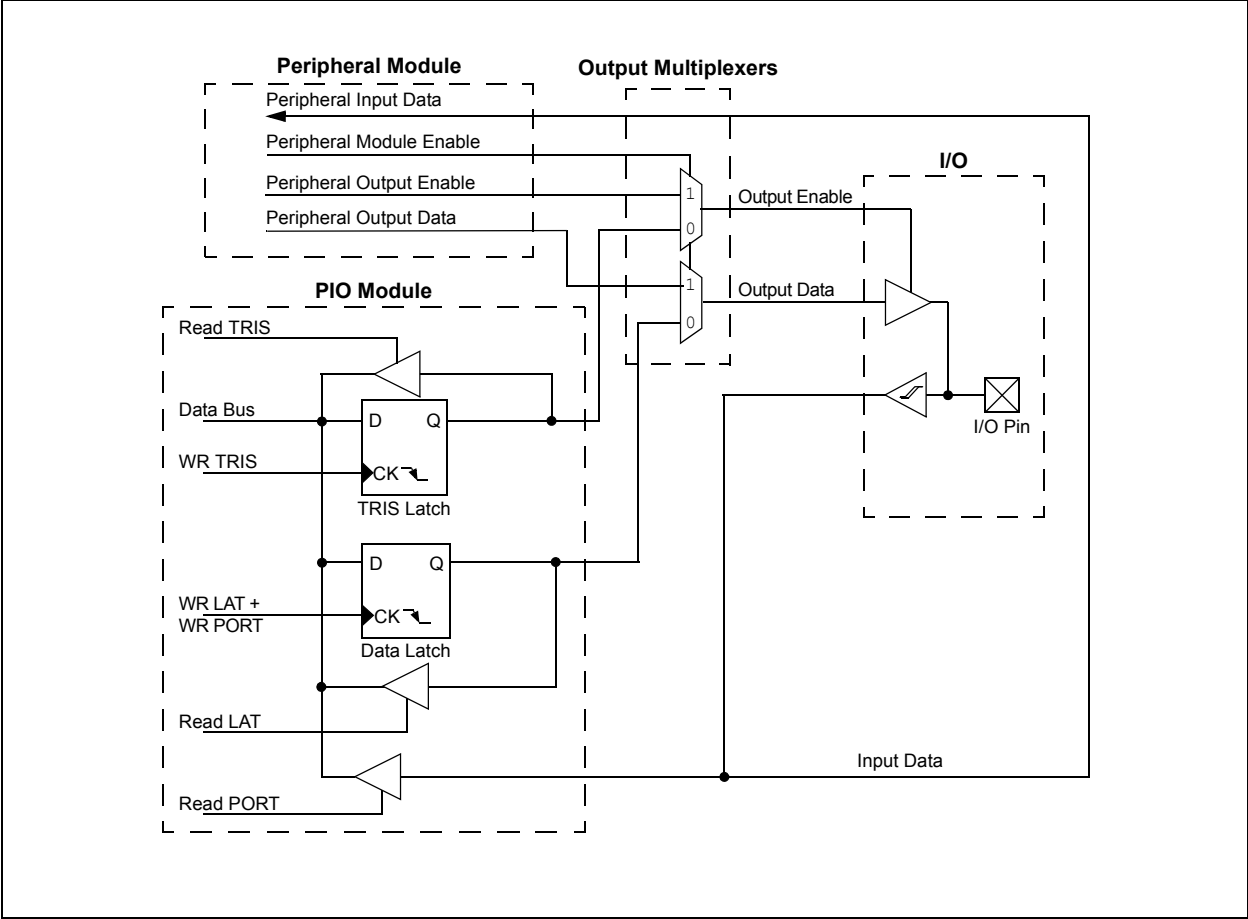 Peripheral Module
Output Multiplexers
Peripheral Input Data
Peripheral Module Enable
I/O
Peripheral Output Enable
1
Output Enable
Peripheral Output Data
0
PIO Module
1
Output Data
Read TRIS
0
Data Bus
D
Q
I/O Pin
WR TRIS
CK
TRIS Latch
D
Q
WR LAT +
WR PORT
CK
Data Latch
Read LAT
Input Data
Read PORT